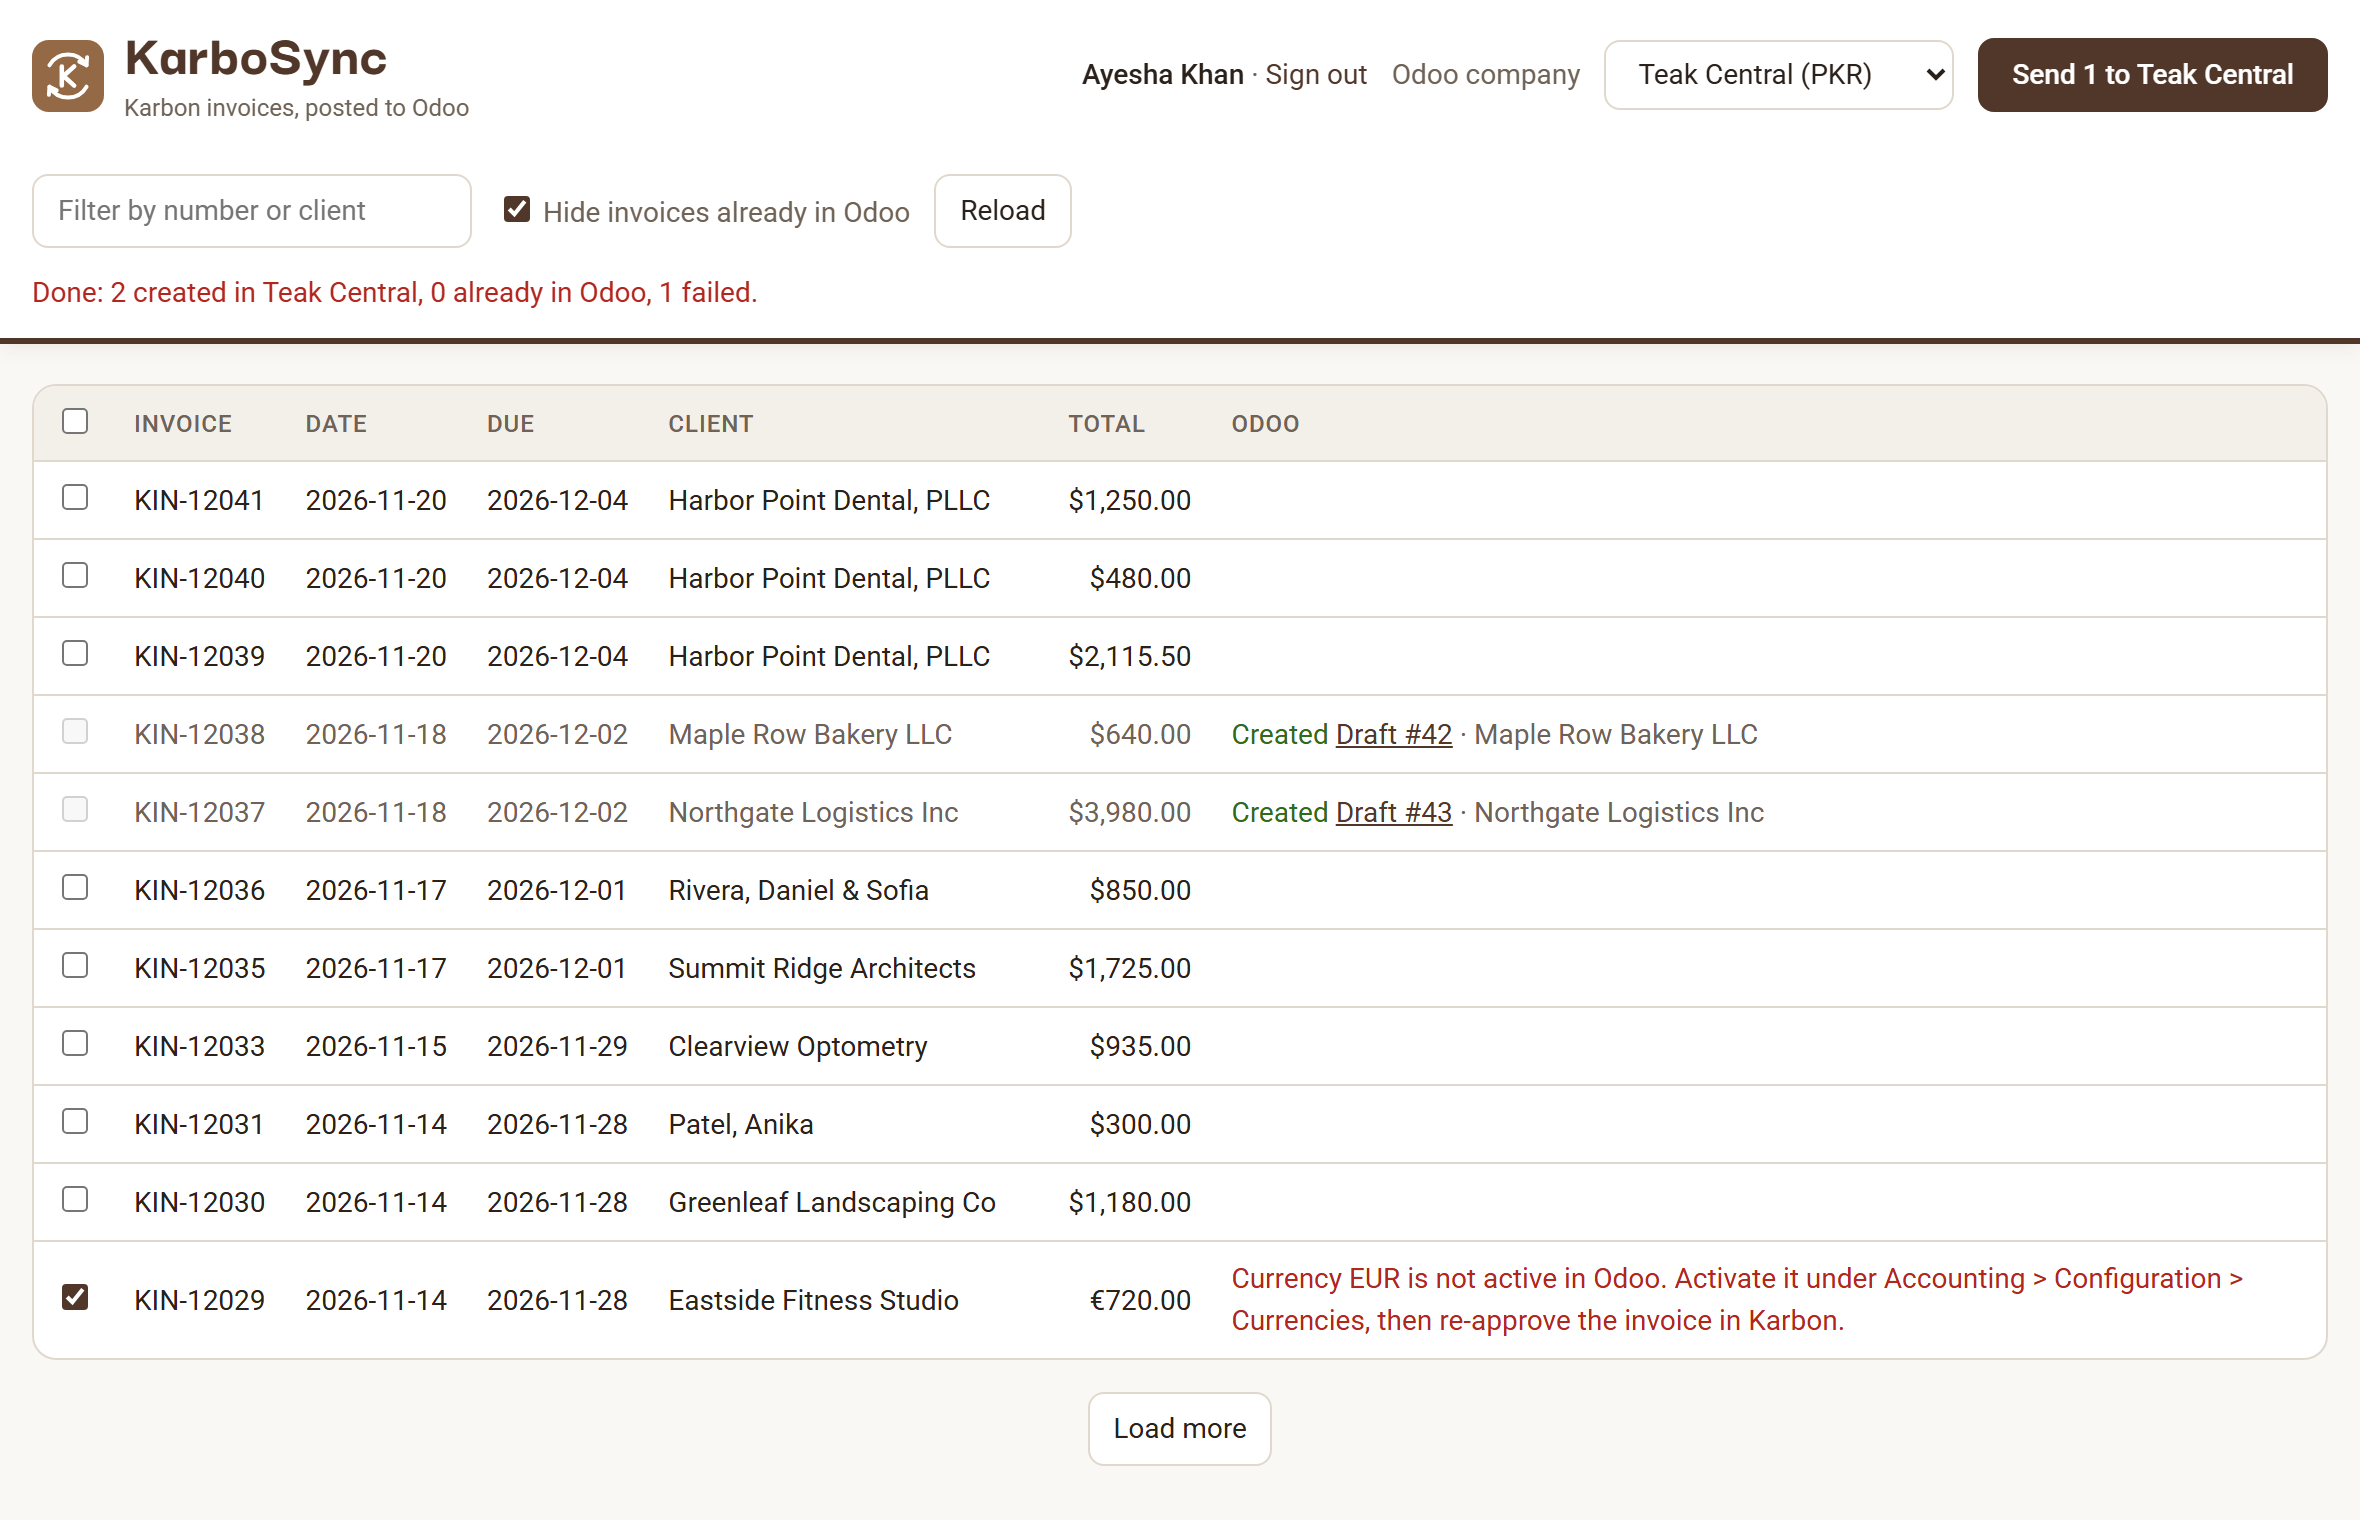 KarboSync
Karbon invoices, posted to Odoo
Ayesha Khan · Sign out Odoo company Teak Central (PKR) Send 1 to Teak Central
Filter by number or client Hide invoices already in Odoo Reload
Done: 2 created in Teak Central, 0 already in Odoo, 1 failed.
INVOICE DATE DUE CLIENT TOTAL ODOO
KIN-12041 2026-11-20 2026-12-04 Harbor Point Dental, PLLC $1,250.00
KIN-12040 2026-11-20 2026-12-04 Harbor Point Dental, PLLC $480.00
KIN-12039 2026-11-20 2026-12-04 Harbor Point Dental, PLLC $2,115.50
KIN-12038 2026-11-18 2026-12-02 Maple Row Bakery LLC $640.00 Created Draft #42 · Maple Row Bakery LLC
KIN-12037 2026-11-18 2026-12-02 Northgate Logistics Inc $3,980.00 Created Draft #43 · Northgate Logistics Inc
KIN-12036 2026-11-17 2026-12-01 Rivera, Daniel & Sofia $850.00
KIN-12035 2026-11-17 2026-12-01 Summit Ridge Architects $1,725.00
KIN-12033 2026-11-15 2026-11-29 Clearview Optometry $935.00
KIN-12031 2026-11-14 2026-11-28 Patel, Anika $300.00
KIN-12030 2026-11-14 2026-11-28 Greenleaf Landscaping Co $1,180.00
KIN-12029 2026-11-14 2026-11-28 Eastside Fitness Studio €720.00 Currency EUR is not active in Odoo. Activate it under Accounting > Configuration >
Currencies, then re-approve the invoice in Karbon.
Load more